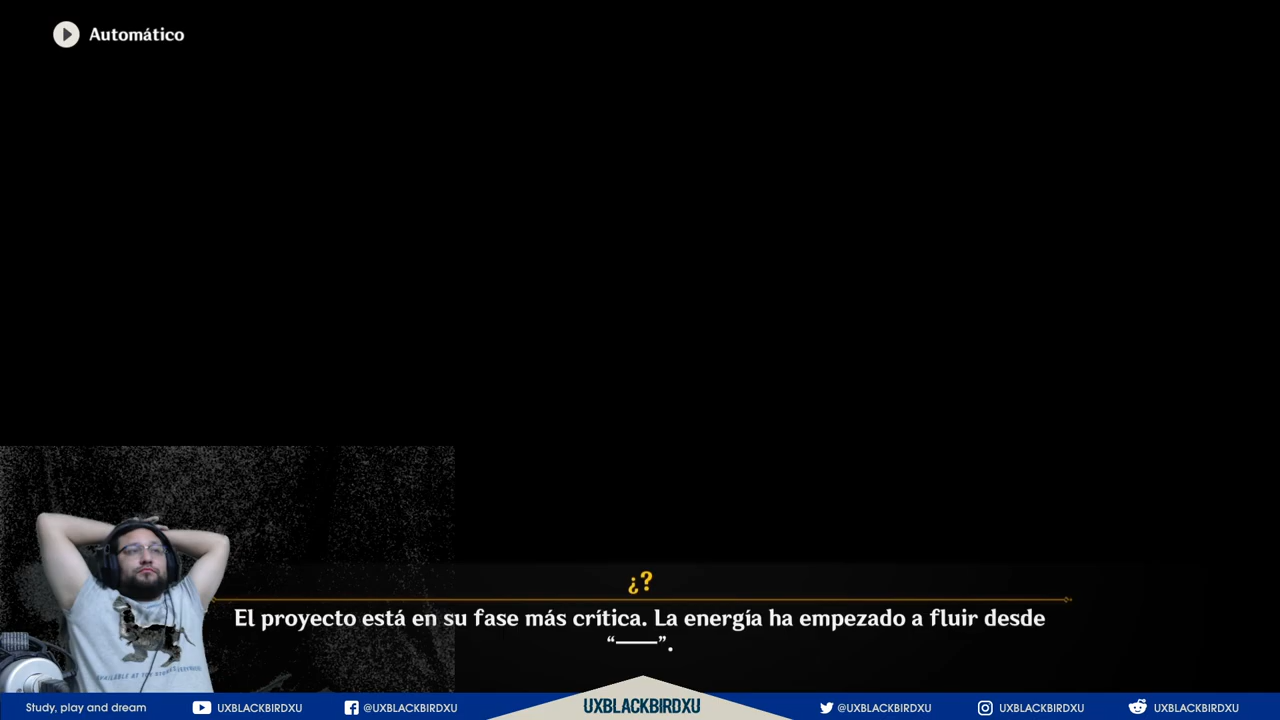 Automático
¿?
El proyecto está en su fase más crítica. La energía ha empezado a fluir desde
“——”.
Study, play and dream
UXBLACKBIRDXU
@UXBLACKBIRDXU
UXBLACKBIRDXU
@UXBLACKBIRDXU
UXBLACKBIRDXU
UXBLACKBIRDXU